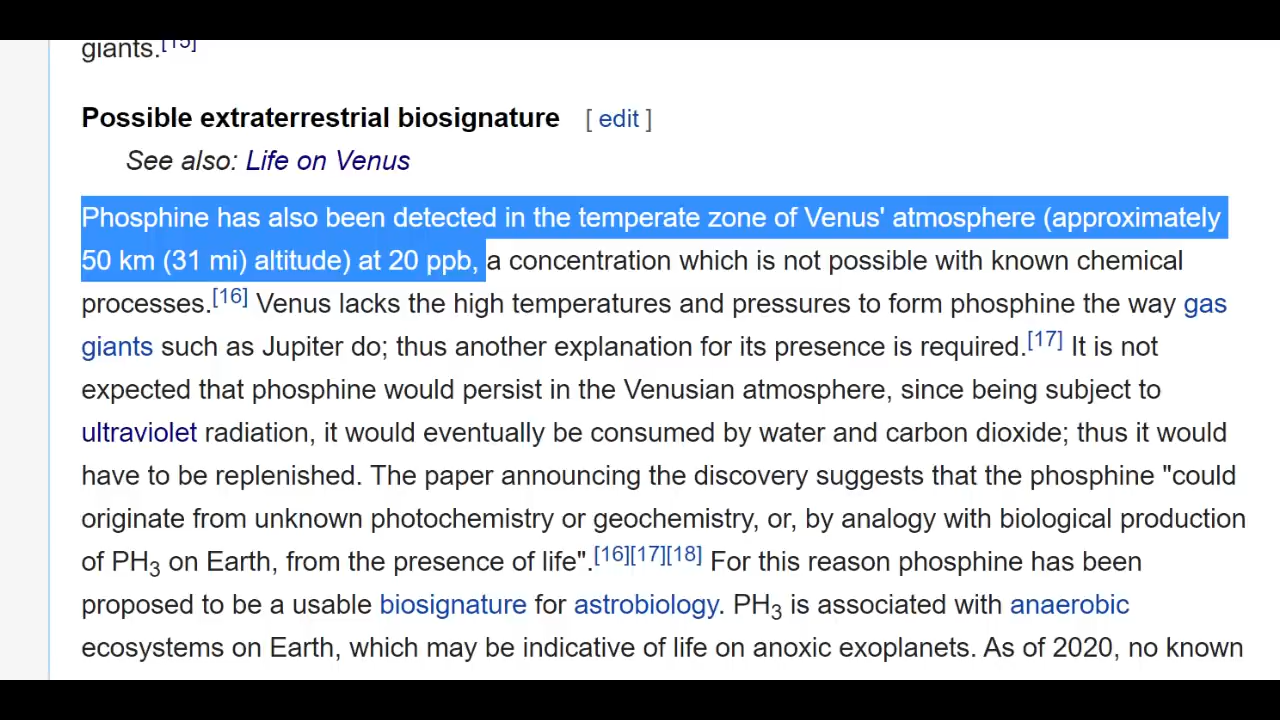 giants.[15]
Possible extraterrestrial biosignature [ edit ]
See also: Life on Venus
Phosphine has also been detected in the temperate zone of Venus' atmosphere (approximately
50 km (31 mi) altitude) at 20 ppb, a concentration which is not possible with known chemical
processes.[16] Venus lacks the high temperatures and pressures to form phosphine the way gas
giants such as Jupiter do; thus another explanation for its presence is required.[17] It is not
expected that phosphine would persist in the Venusian atmosphere, since being subject to
ultraviolet radiation, it would eventually be consumed by water and carbon dioxide; thus it would
have to be replenished. The paper announcing the discovery suggests that the phosphine "could
originate from unknown photochemistry or geochemistry, or, by analogy with biological production
of PH3 on Earth, from the presence of life".[16][17][18] For this reason phosphine has been
proposed to be a usable biosignature for astrobiology. PH3 is associated with anaerobic
ecosystems on Earth, which may be indicative of life on anoxic exoplanets. As of 2020, no known